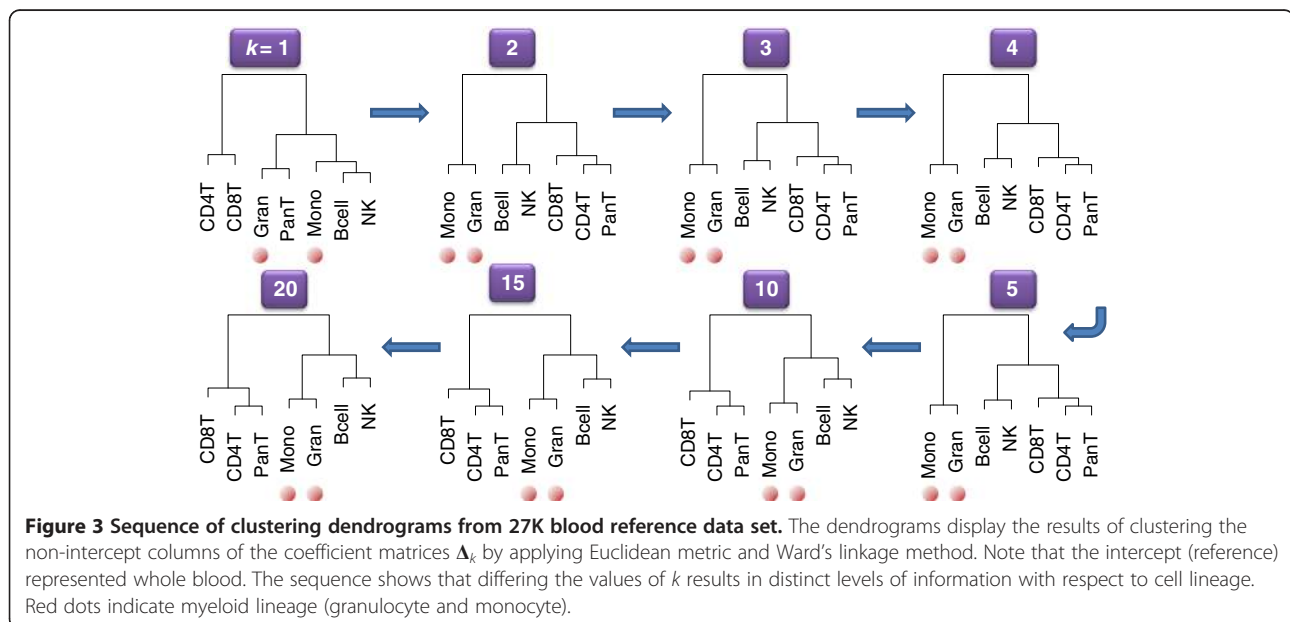 k = 1
2
3
4
CD4T
CD8T
Gran
PanT
Mono
Bcell
NK
Mono
Gran
Bcell
NK
CD8T
CD4T
PanT
Mono
Gran
Bcell
NK
CD8T
CD4T
PanT
Mono
Gran
Bcell
NK
CD8T
CD4T
PanT
20
15
10
5
CD8T
CD4T
PanT
Mono
Gran
Bcell
NK
CD8T
CD4T
PanT
Mono
Gran
Bcell
NK
CD8T
CD4T
PanT
Mono
Gran
Bcell
NK
Mono
Gran
Bcell
NK
CD8T
CD4T
PanT
Figure 3 Sequence of clustering dendrograms from 27K blood reference data set. The dendrograms display the results of clustering the
non-intercept columns of the coefficient matrices Δk by applying Euclidean metric and Ward's linkage method. Note that the intercept (reference)
represented whole blood. The sequence shows that differing the values of k results in distinct levels of information with respect to cell lineage.
Red dots indicate myeloid lineage (granulocyte and monocyte).